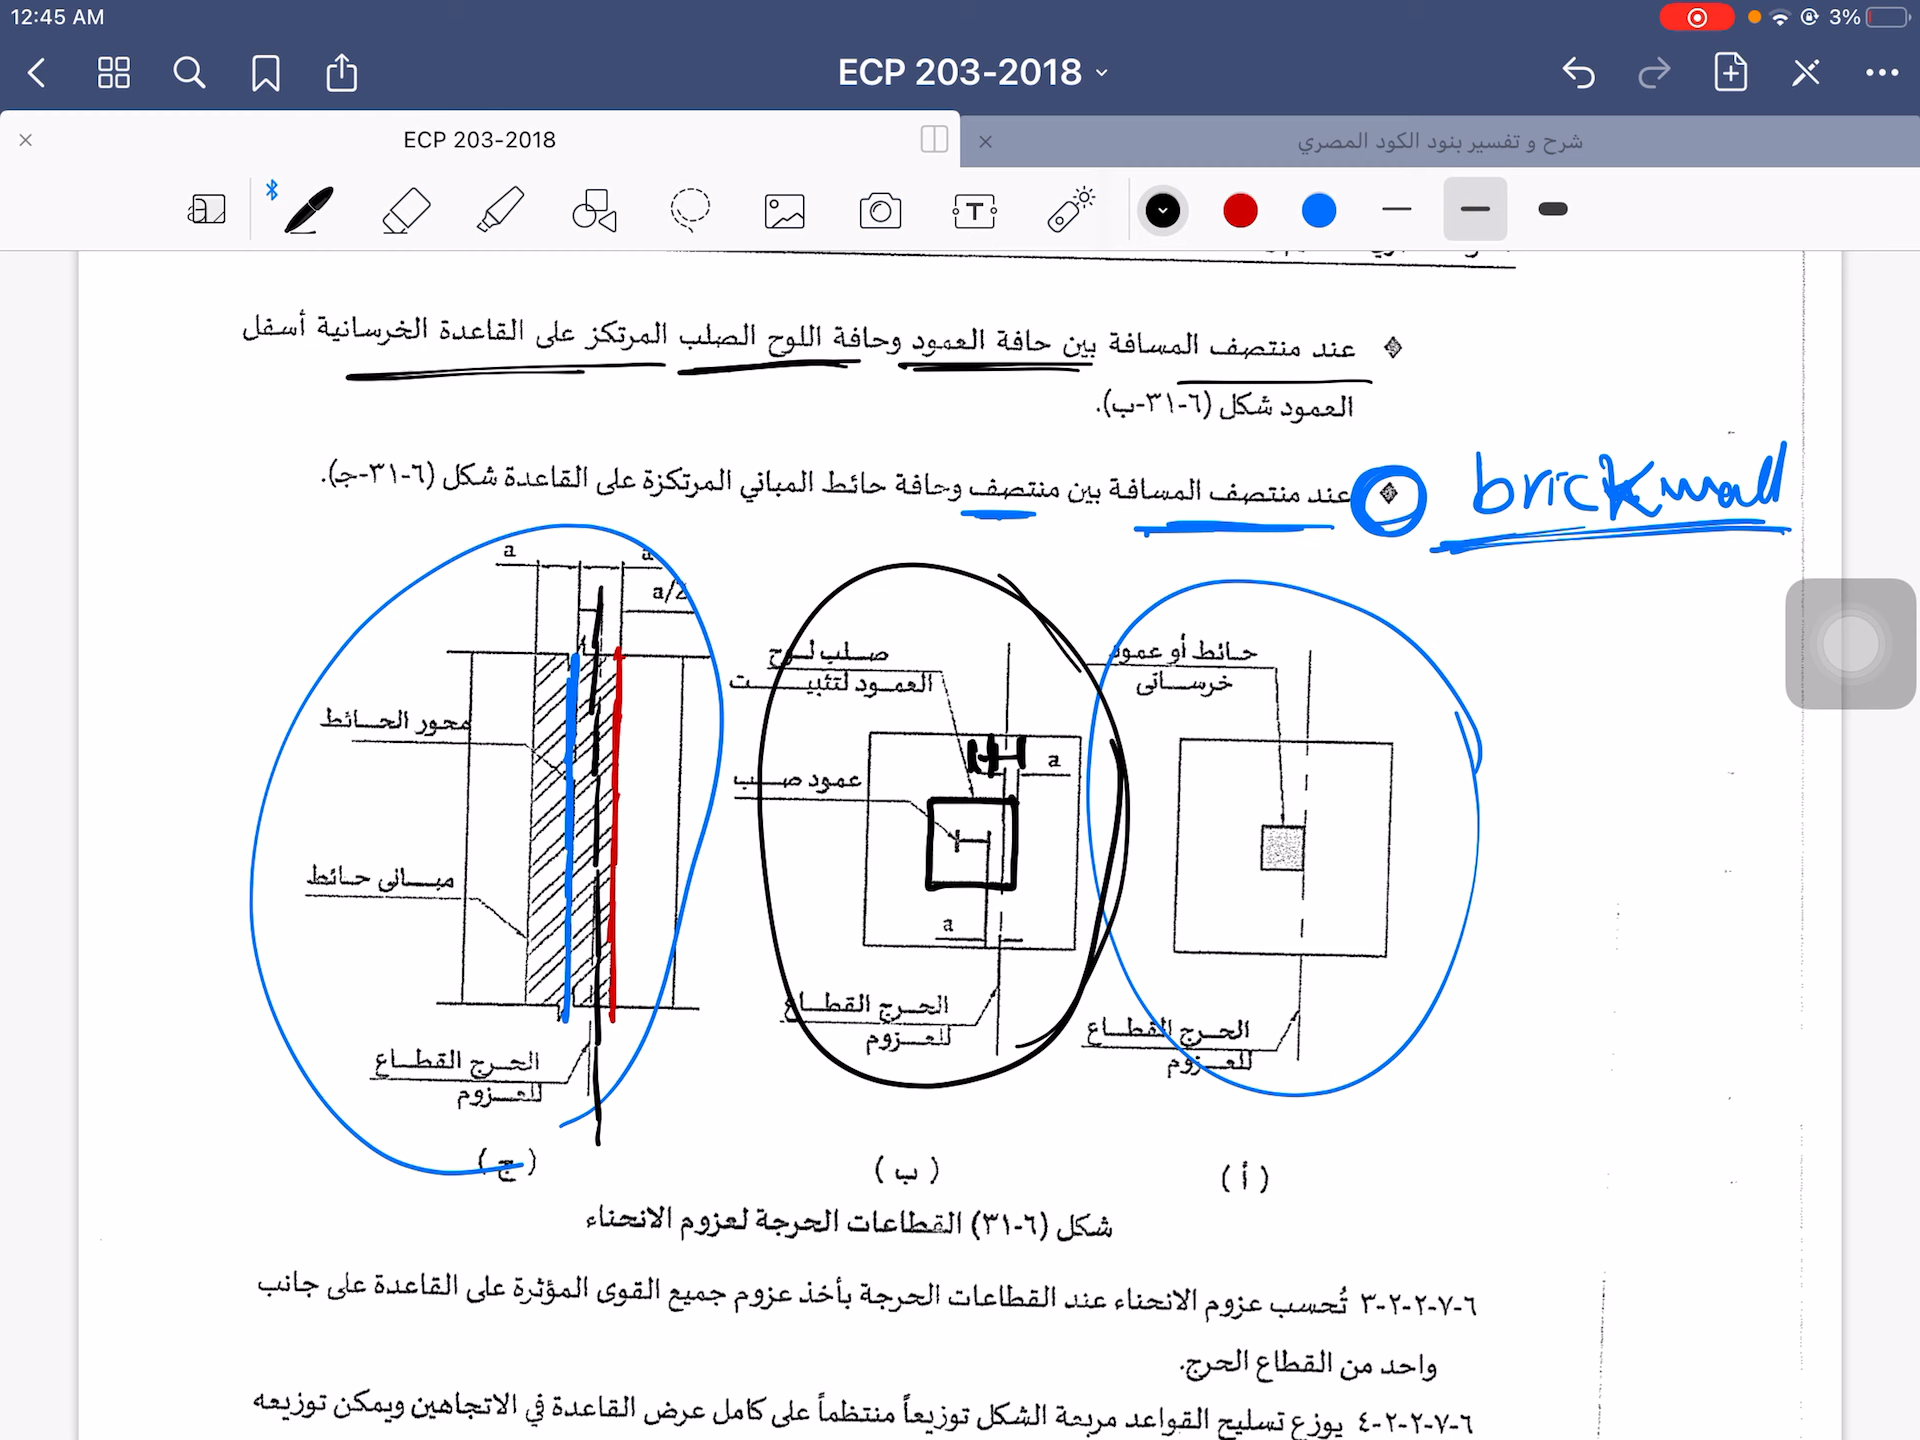 12:45 AM
3%
ECP 203-2018
ECP 203-2018
شرح و تفسير بنود الكود المصري
عند منتصف المسافة بين حافة العمود وحافة اللوح الصلب المرتكز على القاعدة الخرسانية أسفل
العمود شكل (٦-٣١-ب).
عند منتصف المسافة بين منتصف وحافة حائط المباني المرتكزة على القاعدة شكل (٦-٣١-ج).
brickwall
حائط أو عمود
خرسانى
الحرج القطاع
للعزوم
(أ)
صلب لوح
العمود لتثبيت
a
عمود صلب
a
الحرج القطاع
للعزوم
(ب)
a
a
a/2
محور الحائط
مبانى حائط
الحرج القطاع
للعزوم
(ج)
شكل (٦-٣١) القطاعات الحرجة لعزوم الانحناء
٦-٧-٢-٢-٣ تُحسب عزوم الانحناء عند القطاعات الحرجة بأخذ عزوم جميع القوى المؤثرة على القاعدة على جانب
واحد من القطاع الحرج.
٦-٧-٢-٢-٤ يوزع تسليح القواعد مربعة الشكل توزيعاً منتظماً على كامل عرض القاعدة في الاتجاهين ويمكن توزيعه